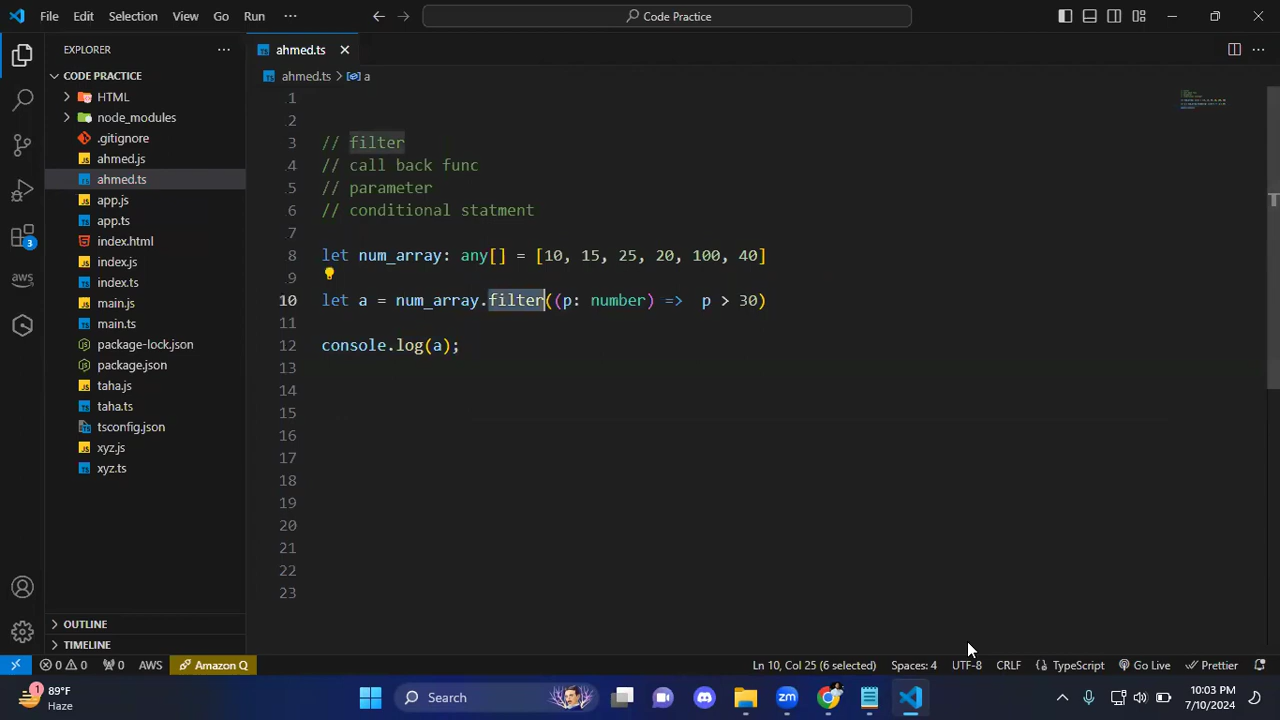 File Edit Selection View Go Run ··· Code Practice
EXPLORER ···
ahmed.ts
CODE PRACTICE
ahmed.ts > a
HTML
node_modules
.gitignore
ahmed.js
ahmed.ts
app.js
app.ts
index.html
index.js
index.ts
main.js
main.ts
package-lock.json
package.json
taha.js
taha.ts
tsconfig.json
xyz.js
xyz.ts
OUTLINE
TIMELINE
3
aws
1
2
3 // filter
4 // call back func
5 // parameter
6 // conditional statment
7
8 let num_array: any[] = [10, 15, 25, 20, 100, 40]
9
10 let a = num_array.filter((p: number) =>  p > 30)
11
12 console.log(a);
13
14
15
16
17
18
19
20
21
22
23
0 0 0 AWS Amazon Q Ln 10, Col 25 (6 selected) Spaces: 4 UTF-8 CRLF TypeScript Go Live Prettier
1 89°F
Haze
Search
10:03 PM
7/10/2024